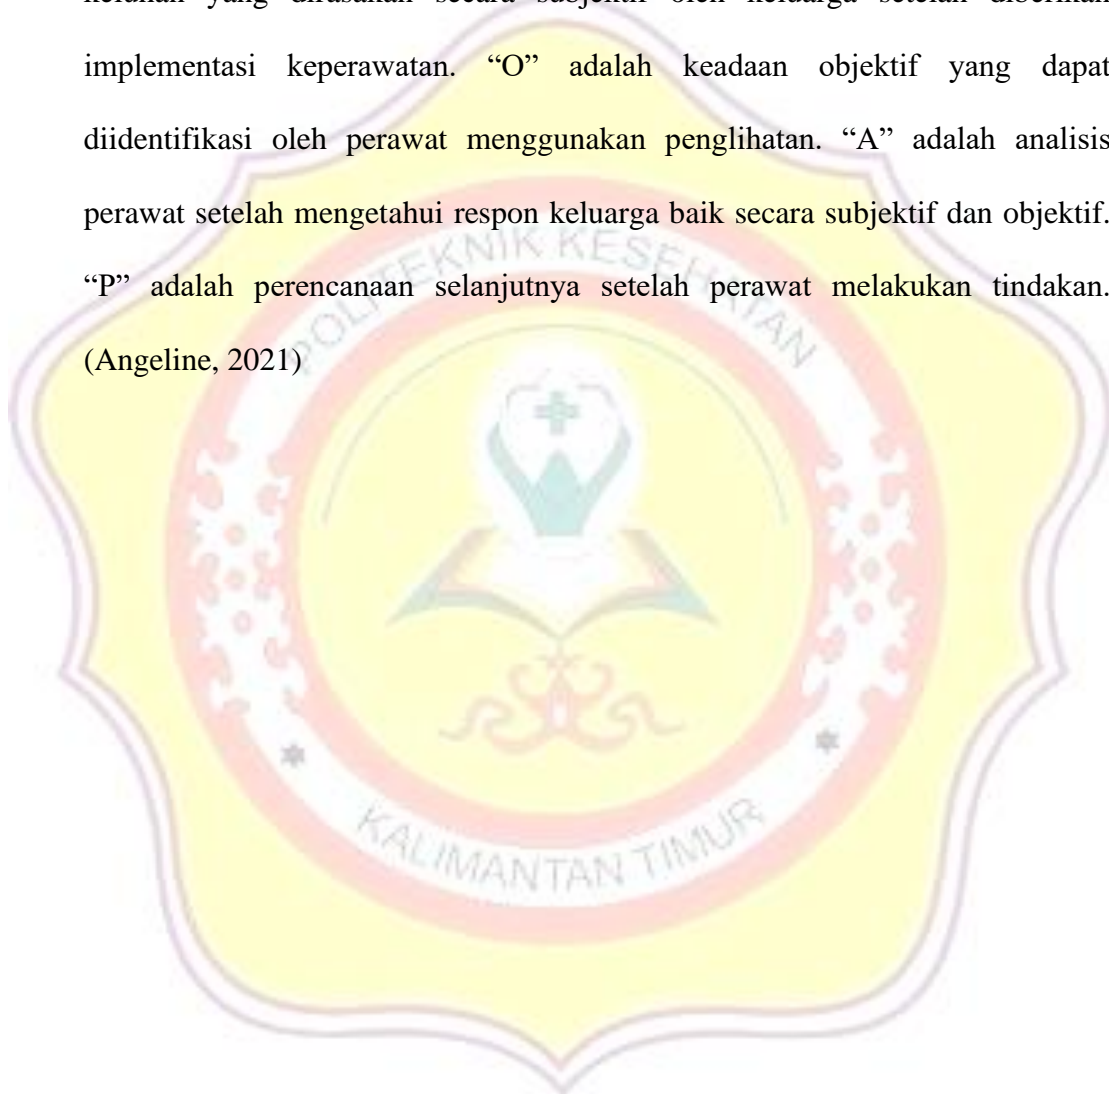 keluhan yang dirasakan secara subjektif oleh keluarga setelah diberikan
implementasi keperawatan. “O” adalah keadaan objektif yang dapat
diidentifikasi oleh perawat menggunakan penglihatan. “A” adalah analisis
perawat setelah mengetahui respon keluarga baik secara subjektif dan objektif.
“P” adalah perencanaan selanjutnya setelah perawat melakukan tindakan.
(Angeline, 2021)
POLITEKNIK KESEHATAN
KALIMANTAN TIMUR